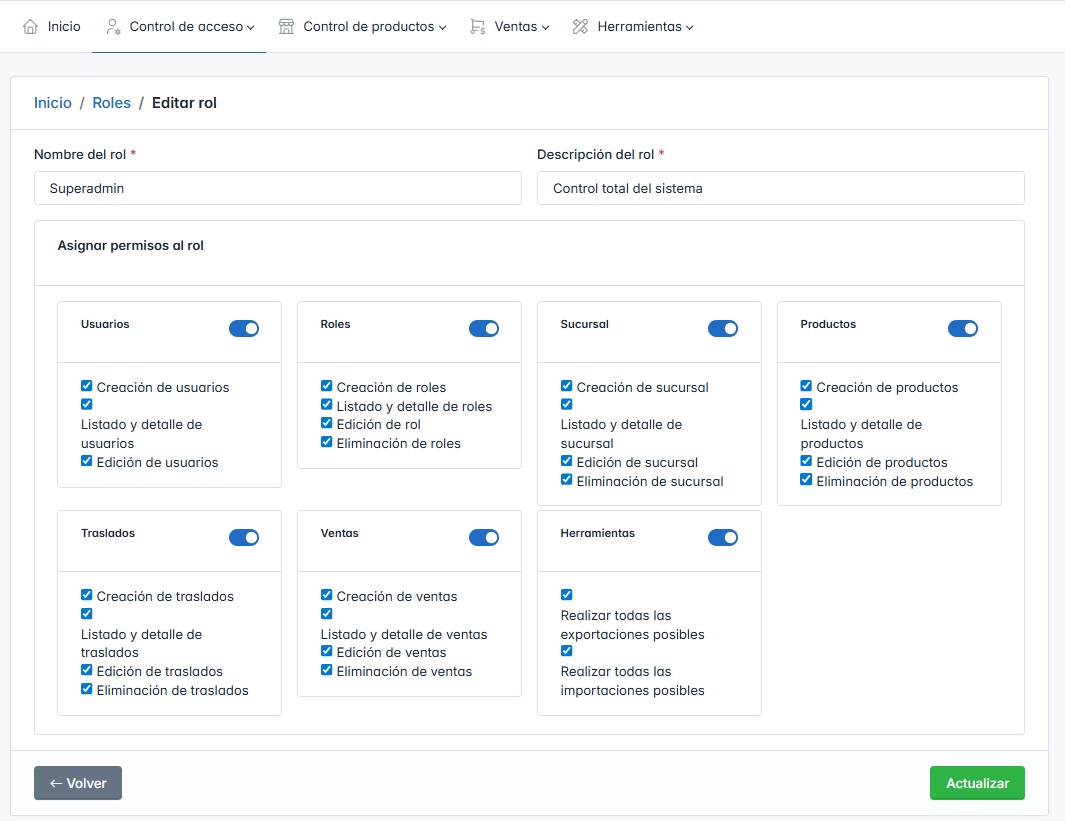 Inicio Control de acceso Control de productos Ventas Herramientas
Inicio / Roles / Editar rol
Nombre del rol * Descripción del rol *
Superadmin Control total del sistema
Asignar permisos al rol
Usuarios
Creación de usuarios
Listado y detalle de
usuarios
Edición de usuarios
Roles
Creación de roles
Listado y detalle de roles
Edición de rol
Eliminación de roles
Sucursal
Creación de sucursal
Listado y detalle de
sucursal
Edición de sucursal
Eliminación de sucursal
Productos
Creación de productos
Listado y detalle de
productos
Edición de productos
Eliminación de productos
Traslados
Creación de traslados
Listado y detalle de
traslados
Edición de traslados
Eliminación de traslados
Ventas
Creación de ventas
Listado y detalle de ventas
Edición de ventas
Eliminación de ventas
Herramientas
Realizar todas las
exportaciones posibles
Realizar todas las
importaciones posibles
← Volver Actualizar